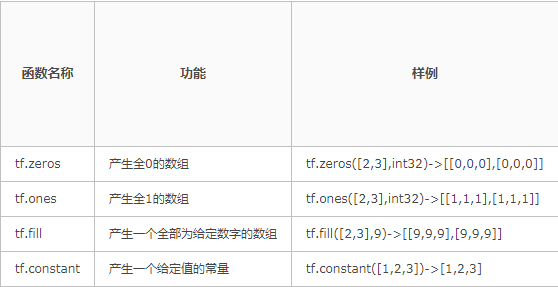 函数名称 功能 样例
tf.zeros 产生全0的数组 tf.zeros([2,3],int32)->[[0,0,0],[0,0,0]]
tf.ones 产生全1的数组 tf.ones([2,3],int32)->[[1,1,1],[1,1,1]]
tf.fill 产生一个全部为给定数字的数组 tf.fill([2,3],9)->[[9,9,9],[9,9,9]]
tf.constant 产生一个给定值的常量 tf.constant([1,2,3])->[1,2,3]